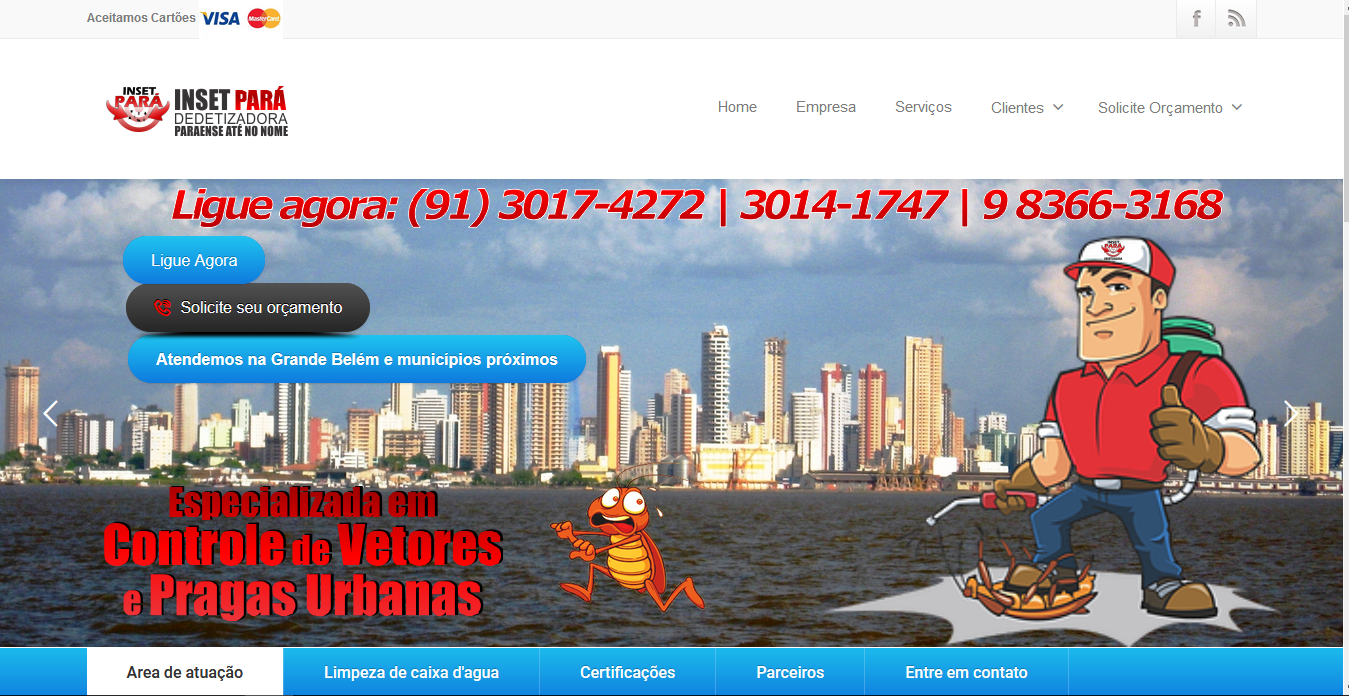 Aceitamos Cartões VISA MasterCard
INSET
PARÁ
INSET PARÁ
DEDETIZADORA
PARAENSE ATÉ NO NOME
Home Empresa Serviços Clientes Solicite Orçamento
Ligue agora: (91) 3017-4272 | 3014-1747 | 9 8366-3168
Ligue Agora
INSET
PARÁ
Solicite seu orçamento
Atendemos na Grande Belém e municípios próximos
Especializada em
Controle de Vetores
e Pragas Urbanas
Area de atuação Limpeza de caixa d'agua Certificações Parceiros Entre em contato